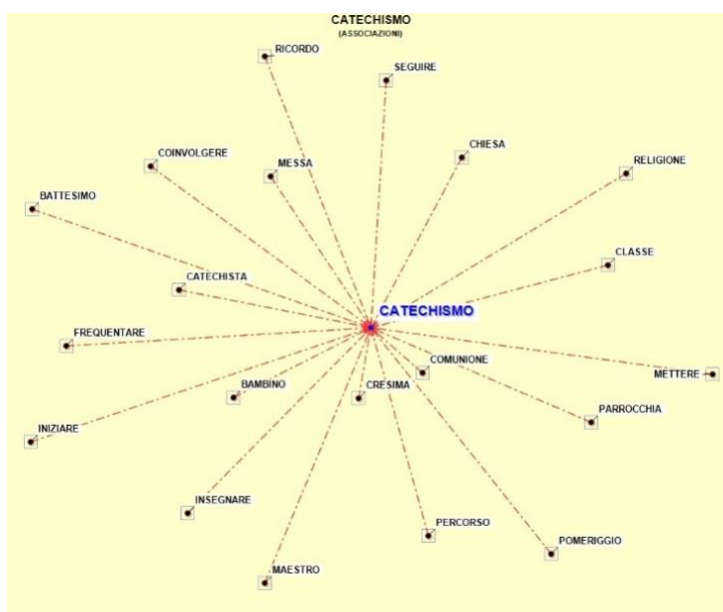 CATECHISMO
(ASSOCIAZIONI)
RICORDO
SEGUIRE
CHIESA
COINVOLGERE
MESSA
RELIGIONE
BATTESIMO
CLASSE
CATECHISTA
CATECHISMO
FREQUENTARE
COMUNIONE
METTERE
BAMBINO
CRESIMA
PARROCCHIA
INIZIARE
INSEGNARE
PERCORSO
POMERIGGIO
MAESTRO